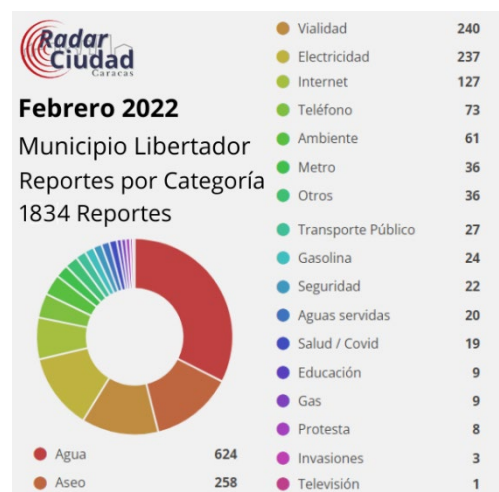 Radar
Ciudad
Caracas
Febrero 2022
Municipio Libertador
Reportes por Categoría
1834 Reportes
Agua 624
Aseo 258
Vialidad 240
Electricidad 237
Internet 127
Teléfono 73
Ambiente 61
Metro 36
Otros 36
Transporte Público 27
Gasolina 24
Seguridad 22
Aguas servidas 20
Salud / Covid 19
Educación 9
Gas 9
Protesta 8
Invasiones 3
Televisión 1